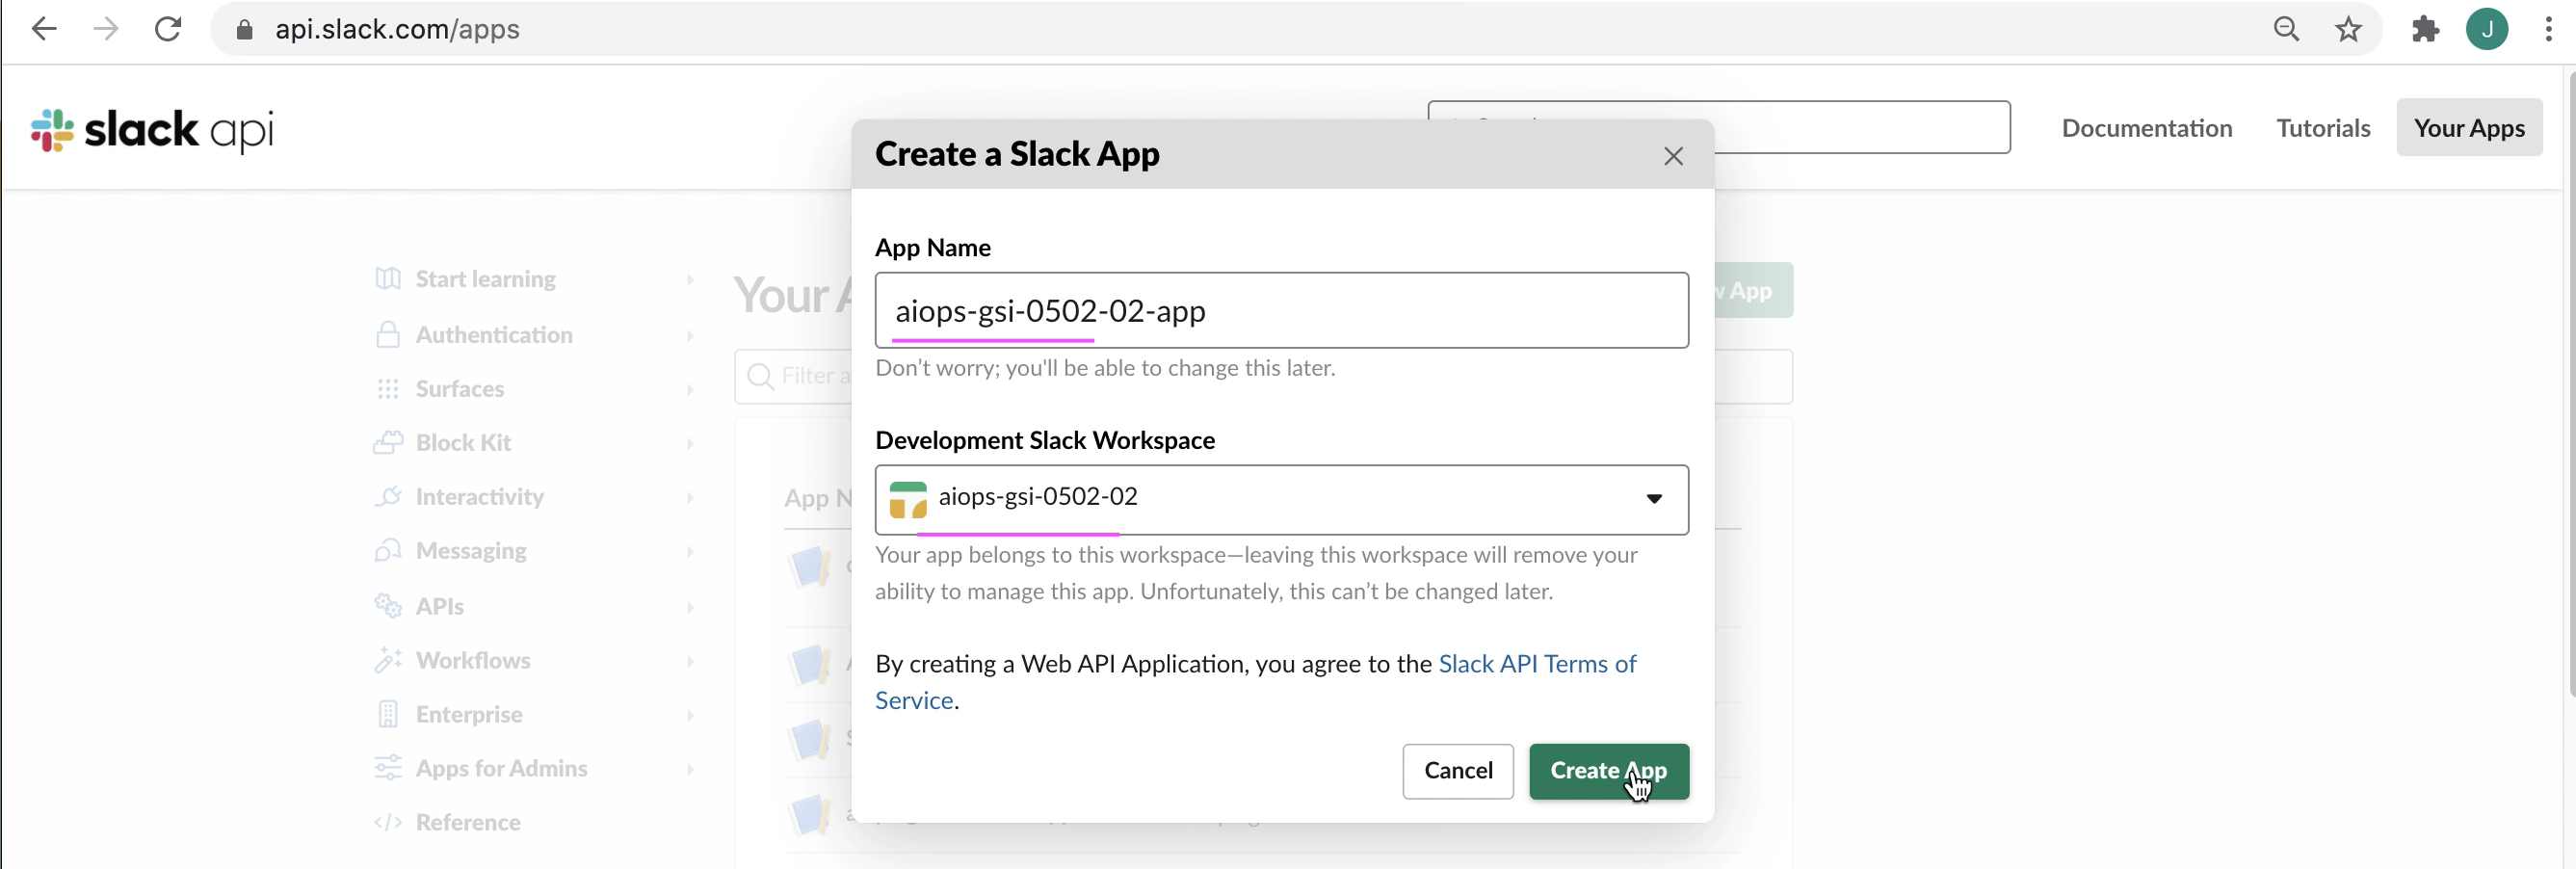 api.slack.com/apps
J
slack api
Documentation
Tutorials
Your Apps
Create a Slack App
App Name
aiops-gsi-0502-02-app
Don't worry; you'll be able to change this later.
Development Slack Workspace
aiops-gsi-0502-02
Your app belongs to this workspace—leaving this workspace will remove your
ability to manage this app. Unfortunately, this can't be changed later.
By creating a Web API Application, you agree to the Slack API Terms of
Service.
Cancel
Create App
Start learning
Authentication
Surfaces
Block Kit
Interactivity
Messaging
APIs
Workflows
Enterprise
Apps for Admins
</> Reference
Your
App
Filter
App